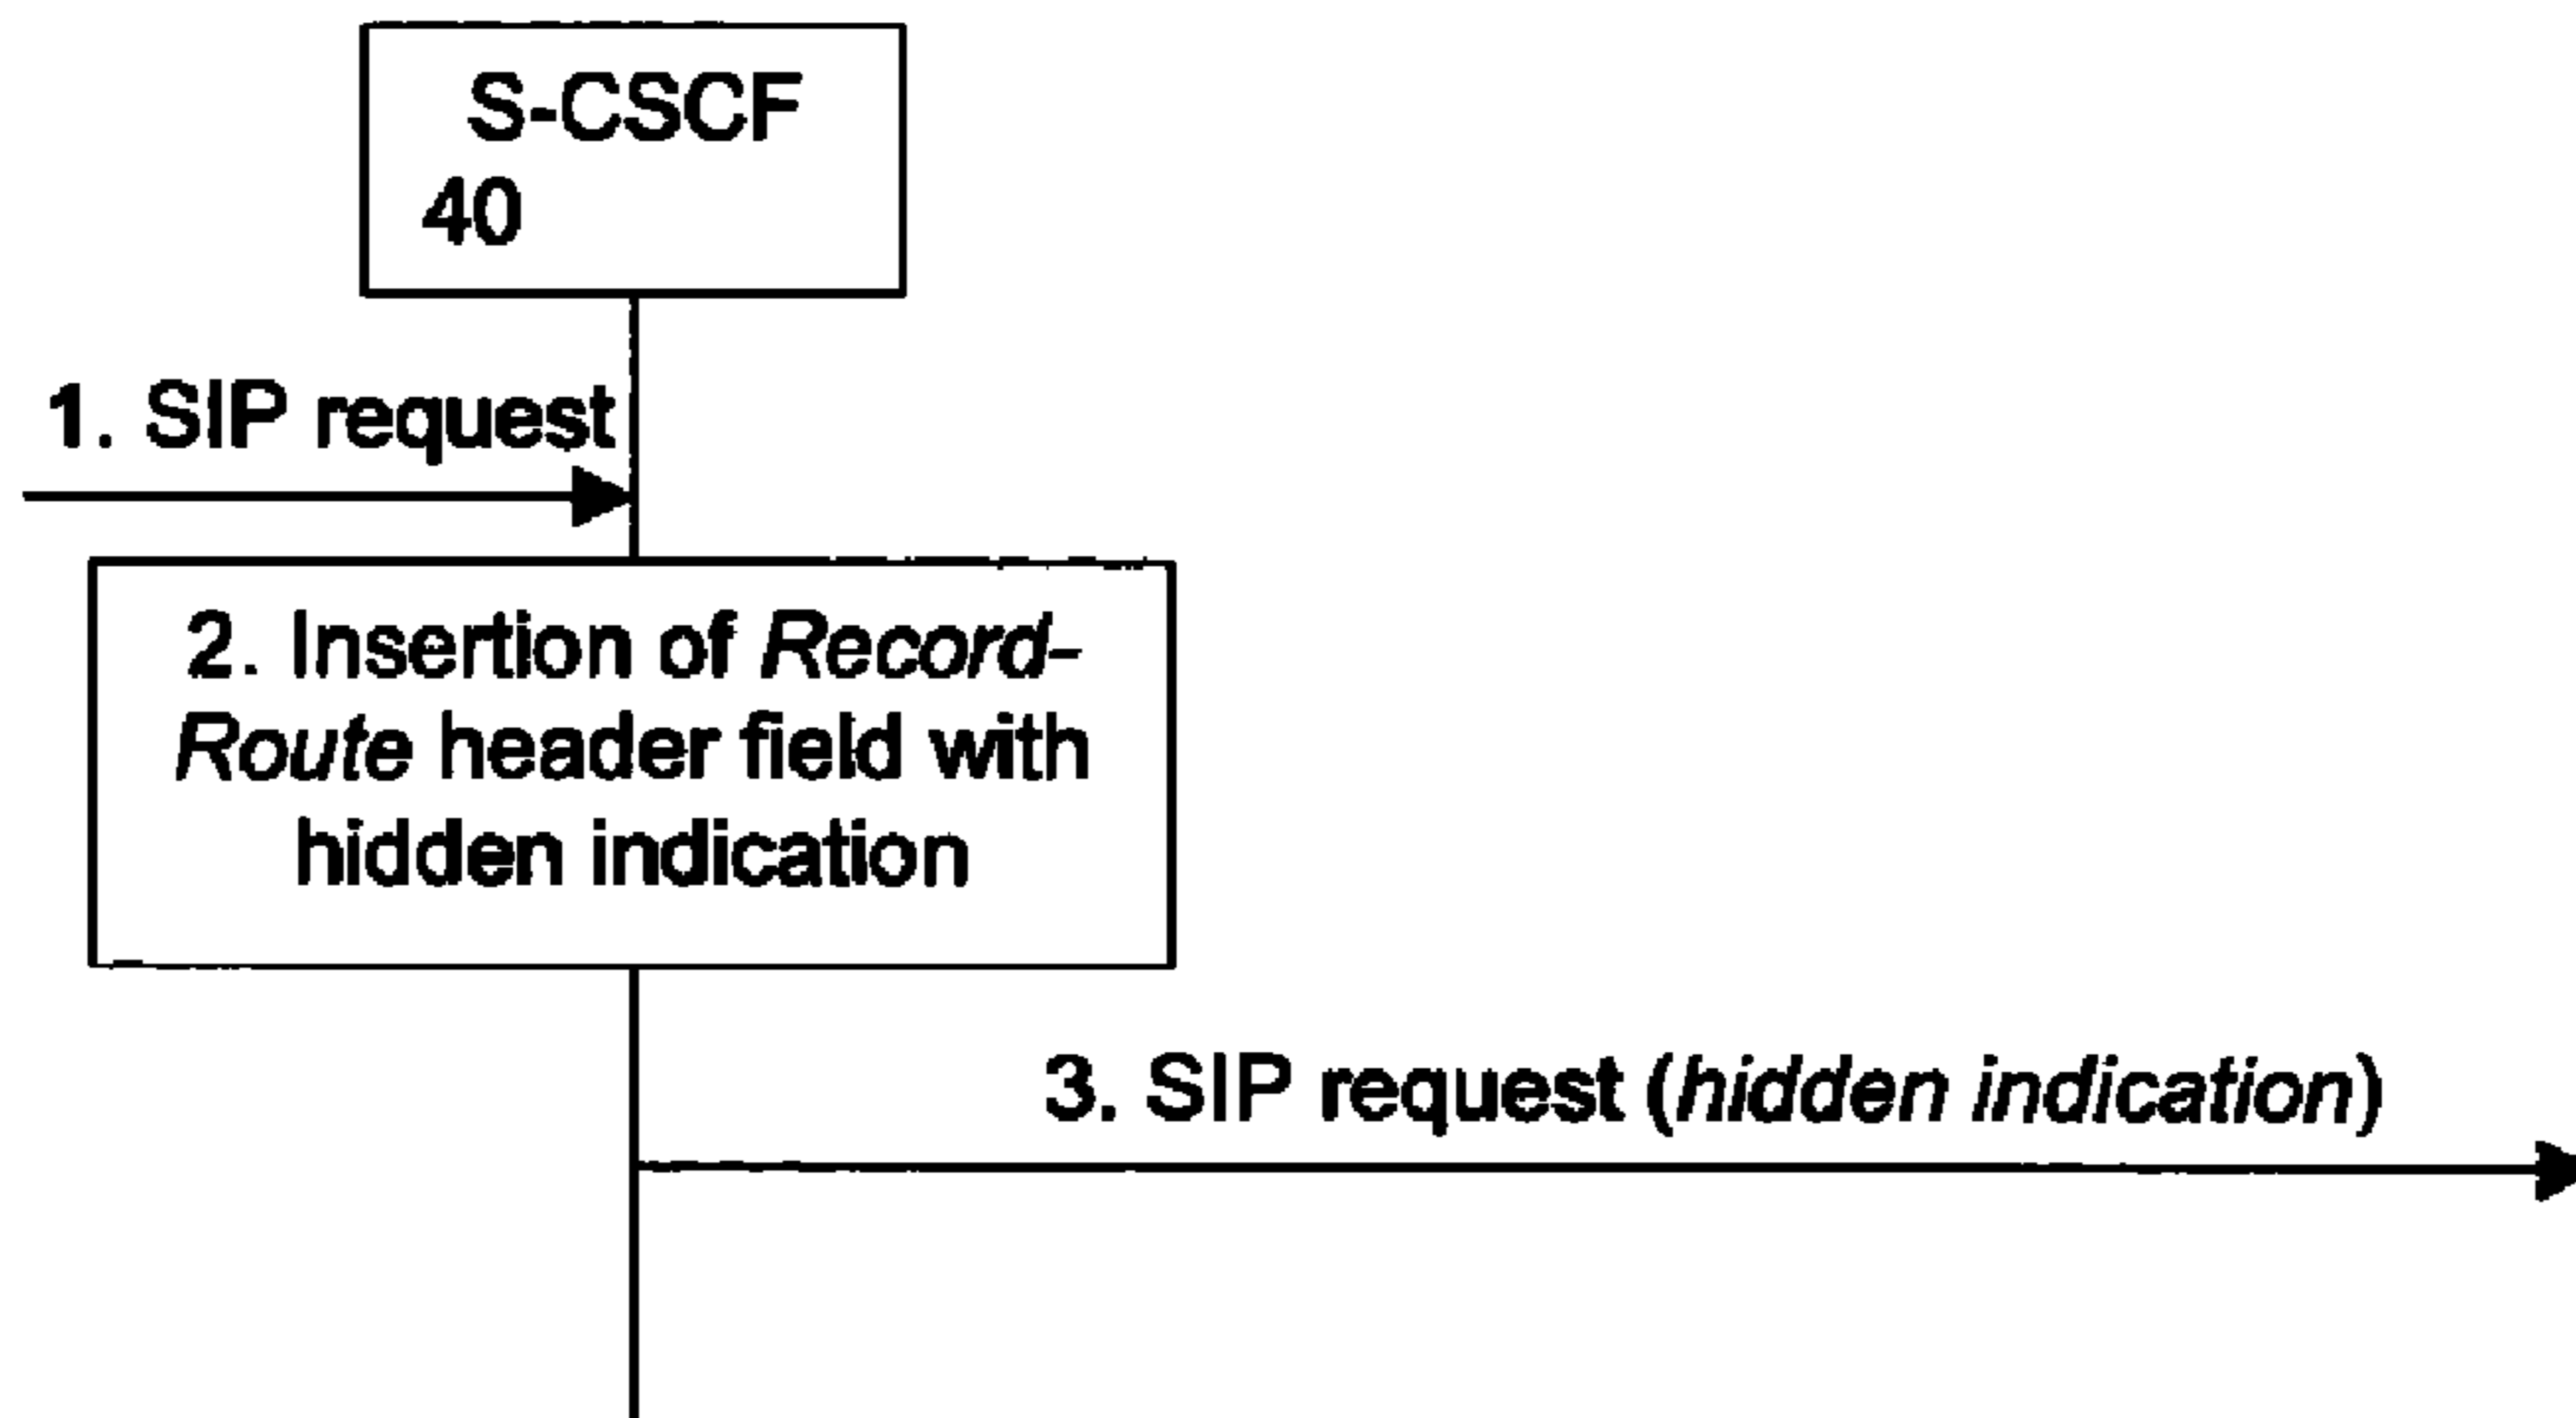 S-CSCF
40
1. SIP request
2. Insertion of Record-
Route header field with
hidden indication
3. SIP request (hidden indication)